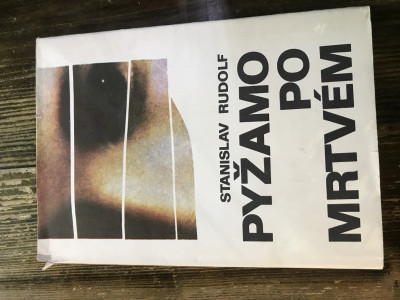 STANISLAV RUDOLF
PYŽAMO
PO
MRTVÉM